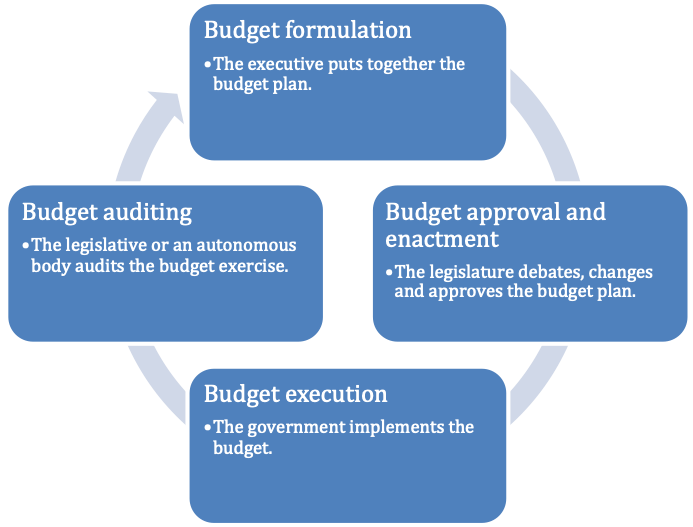 Budget formulation
•The executive puts together the
budget plan.
Budget approval and
enactment
•The legislature debates, changes
and approves the budget plan.
Budget execution
•The government implements the
budget.
Budget auditing
•The legislative or an autonomous
body audits the budget exercise.